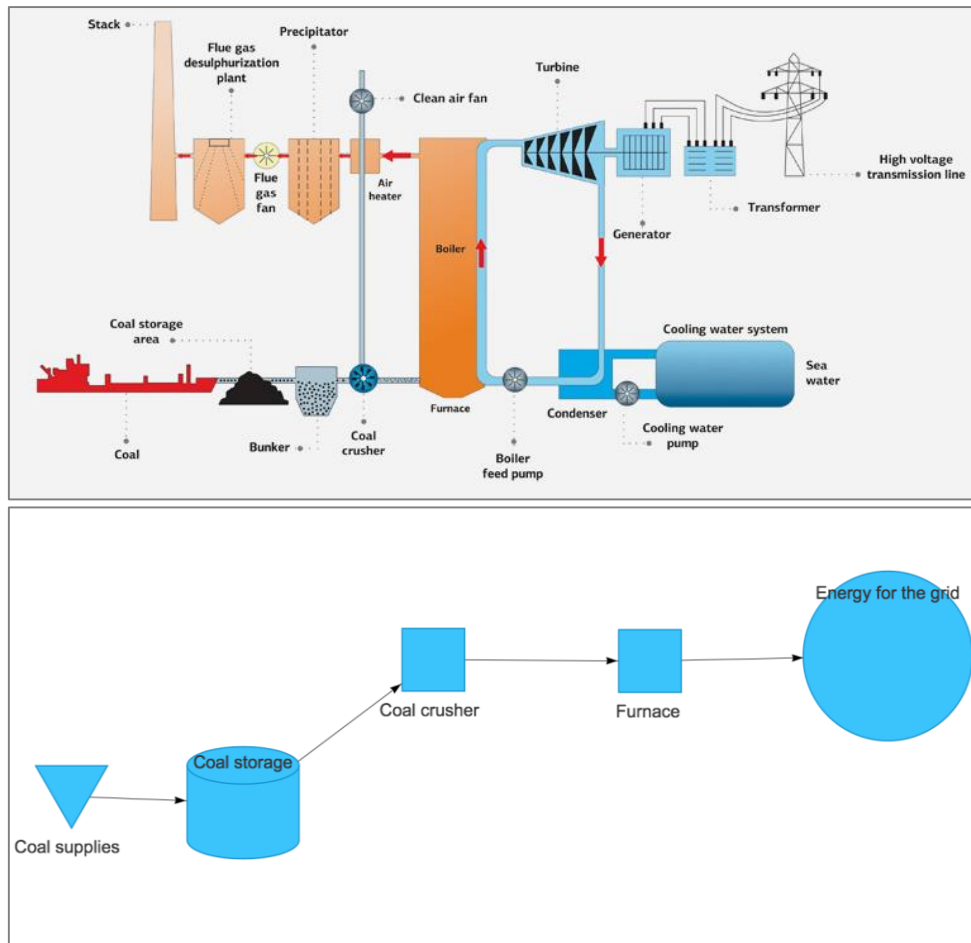 Stack
Flue gas
desulphurization
plant
Precipitator
Clean air fan
Turbine
High voltage
transmission line
Flue
gas
fan
Air
heater
Transformer
Generator
Boiler
Coal storage
area
Cooling water system
Sea
water
Furnace
Condenser
Coal
Bunker
Coal
crusher
Boiler
feed pump
Cooling water
pump
Energy for the grid
Coal crusher
Furnace
Coal storage
Coal supplies